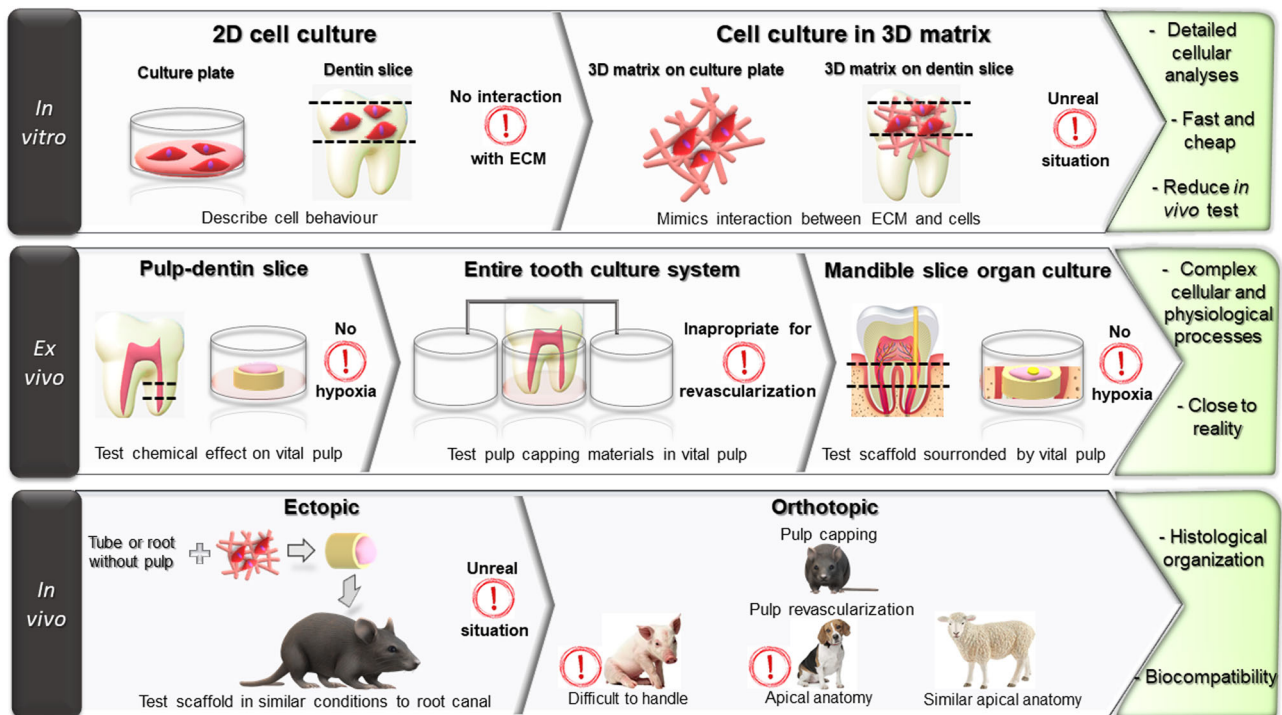 In
vitro
2D cell culture
Culture plate
Dentin slice
No interaction
with ECM
Describe cell behaviour
Cell culture in 3D matrix
3D matrix on culture plate
3D matrix on dentin slice
Unreal
situation
Mimics interaction between ECM and cells
- Detailed
cellular
analyses
- Fast and
cheap
- Reduce in
vivo test
Ex
vivo
Pulp-dentin slice
No
hypoxia
Test chemical effect on vital pulp
Entire tooth culture system
Inapropriate for
revascularization
Test pulp capping materials in vital pulp
Mandible slice organ culture
No
hypoxia
Test scaffold sourronded by vital pulp
- Complex
cellular and
physiological
processes
- Close to
reality
In
vivo
Ectopic
Tube or root
without pulp
Unreal
situation
Test scaffold in similar conditions to root canal
Orthotopic
Pulp capping
Pulp revascularization
Difficult to handle
Apical anatomy
Similar apical anatomy
- Histological
organization
- Biocompatibility